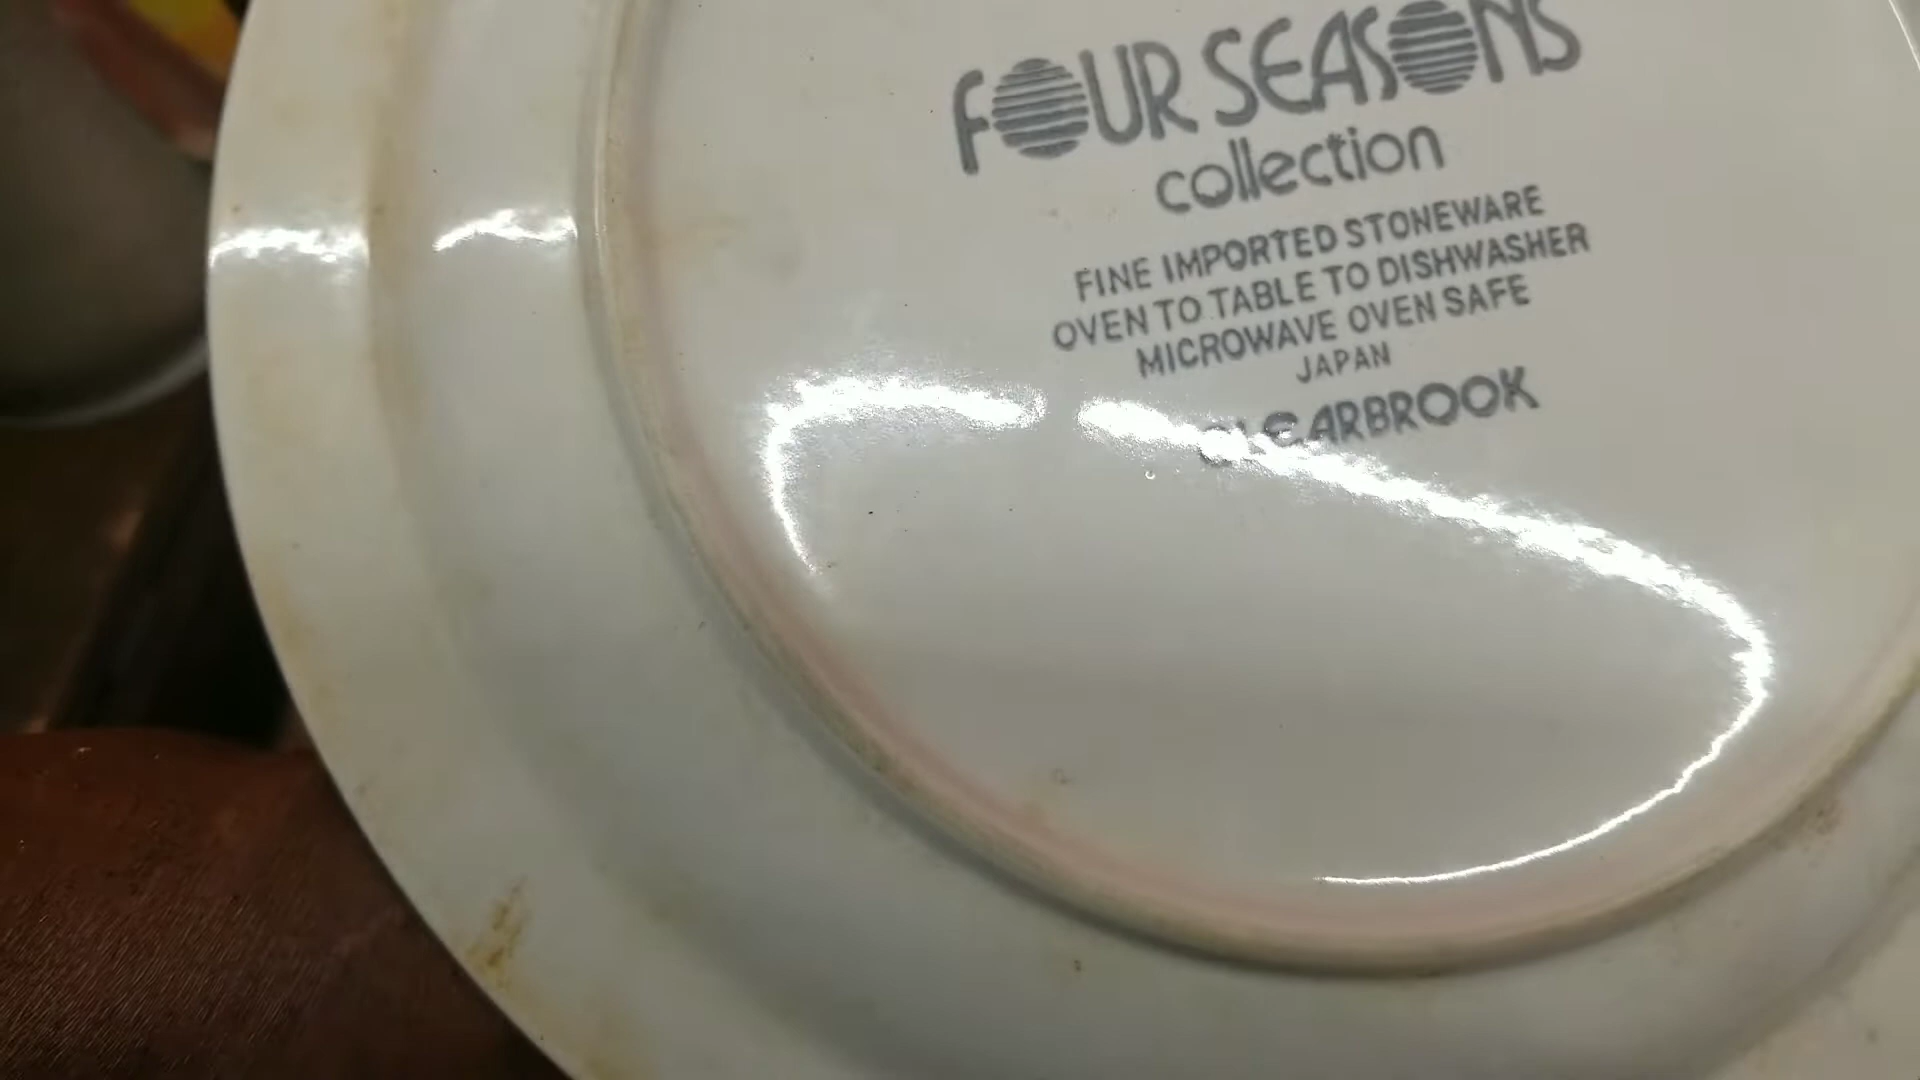 FOUR SEASONS
collection
FINE IMPORTED STONEWARE
OVEN TO TABLE TO DISHWASHER
MICROWAVE OVEN SAFE
JAPAN
CLEARBROOK